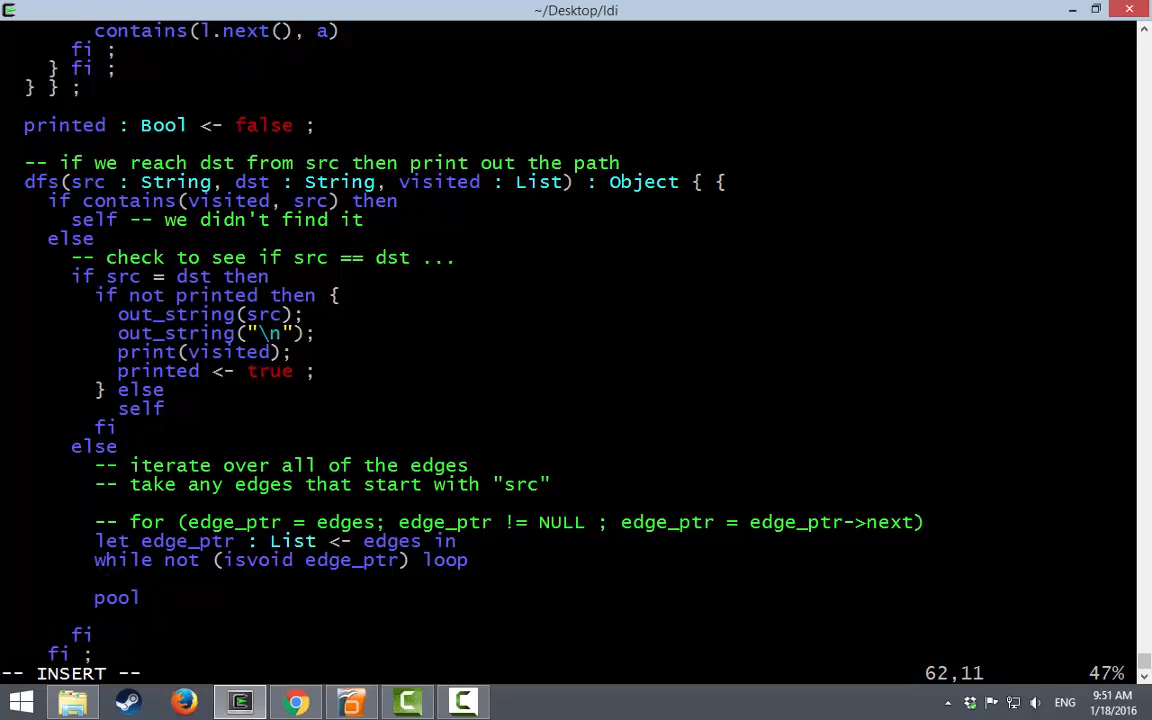 ~/Desktop/ldi
contains(l.next(), a)
fi ;
} fi ;
} } ;
printed : Bool <- false ;
-- if we reach dst from src then print out the path
dfs(src : String, dst : String, visited : List) : Object { {
if contains(visited, src) then
self -- we didn't find it
else
-- check to see if src == dst ...
if src = dst then
if not printed then {
out_string(src);
out_string("\n");
print(visited);
printed <- true ;
} else
self
fi
else
-- iterate over all of the edges
-- take any edges that start with "src"
-- for (edge_ptr = edges; edge_ptr != NULL ; edge_ptr = edge_ptr->next)
let edge_ptr : List <- edges in
while not (isvoid edge_ptr) loop
pool
fi
fi ;
-- INSERT -- 62,11 47%
ENG
9:51 AM
1/18/2016